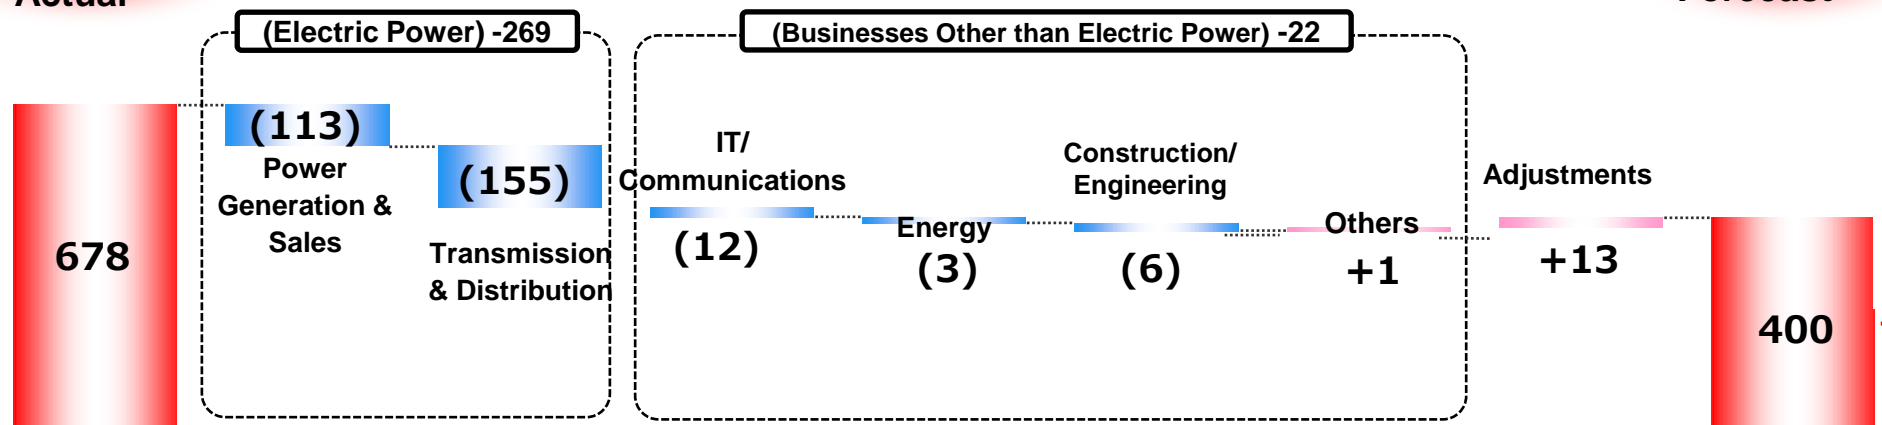 (Electric Power) -269
(Businesses Other than Electric Power) -22
678
(113)
Power
Generation &
Sales
(155)
Transmission
& Distribution
IT/
Communications
(12)
Energy
(3)
Construction/
Engineering
(6)
Others
+1
Adjustments
+13
400